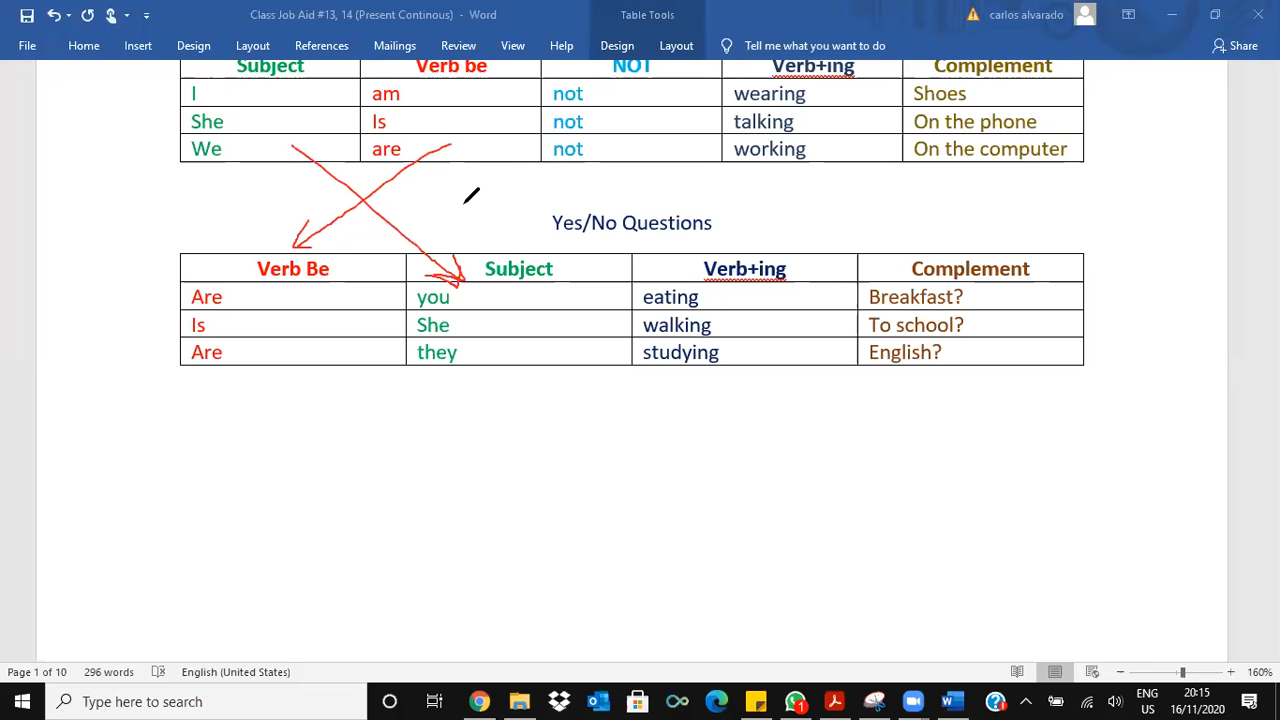 Class Job Aid #13, 14 (Present Continous) - Word
Table Tools
carlos alvarado
File Home Insert Design Layout References Mailings Review View Help Design Layout Tell me what you want to do Share
Subject Verb be NOT Verb+ing Complement
I am not wearing Shoes
She Is not talking On the phone
We are not working On the computer
Yes/No Questions
Verb Be Subject Verb+ing Complement
Are you eating Breakfast?
Is She walking To school?
Are they studying English?
Page 1 of 10 296 words English (United States) 160%
Type here to search
1
ENG
US
20:15
16/11/2020